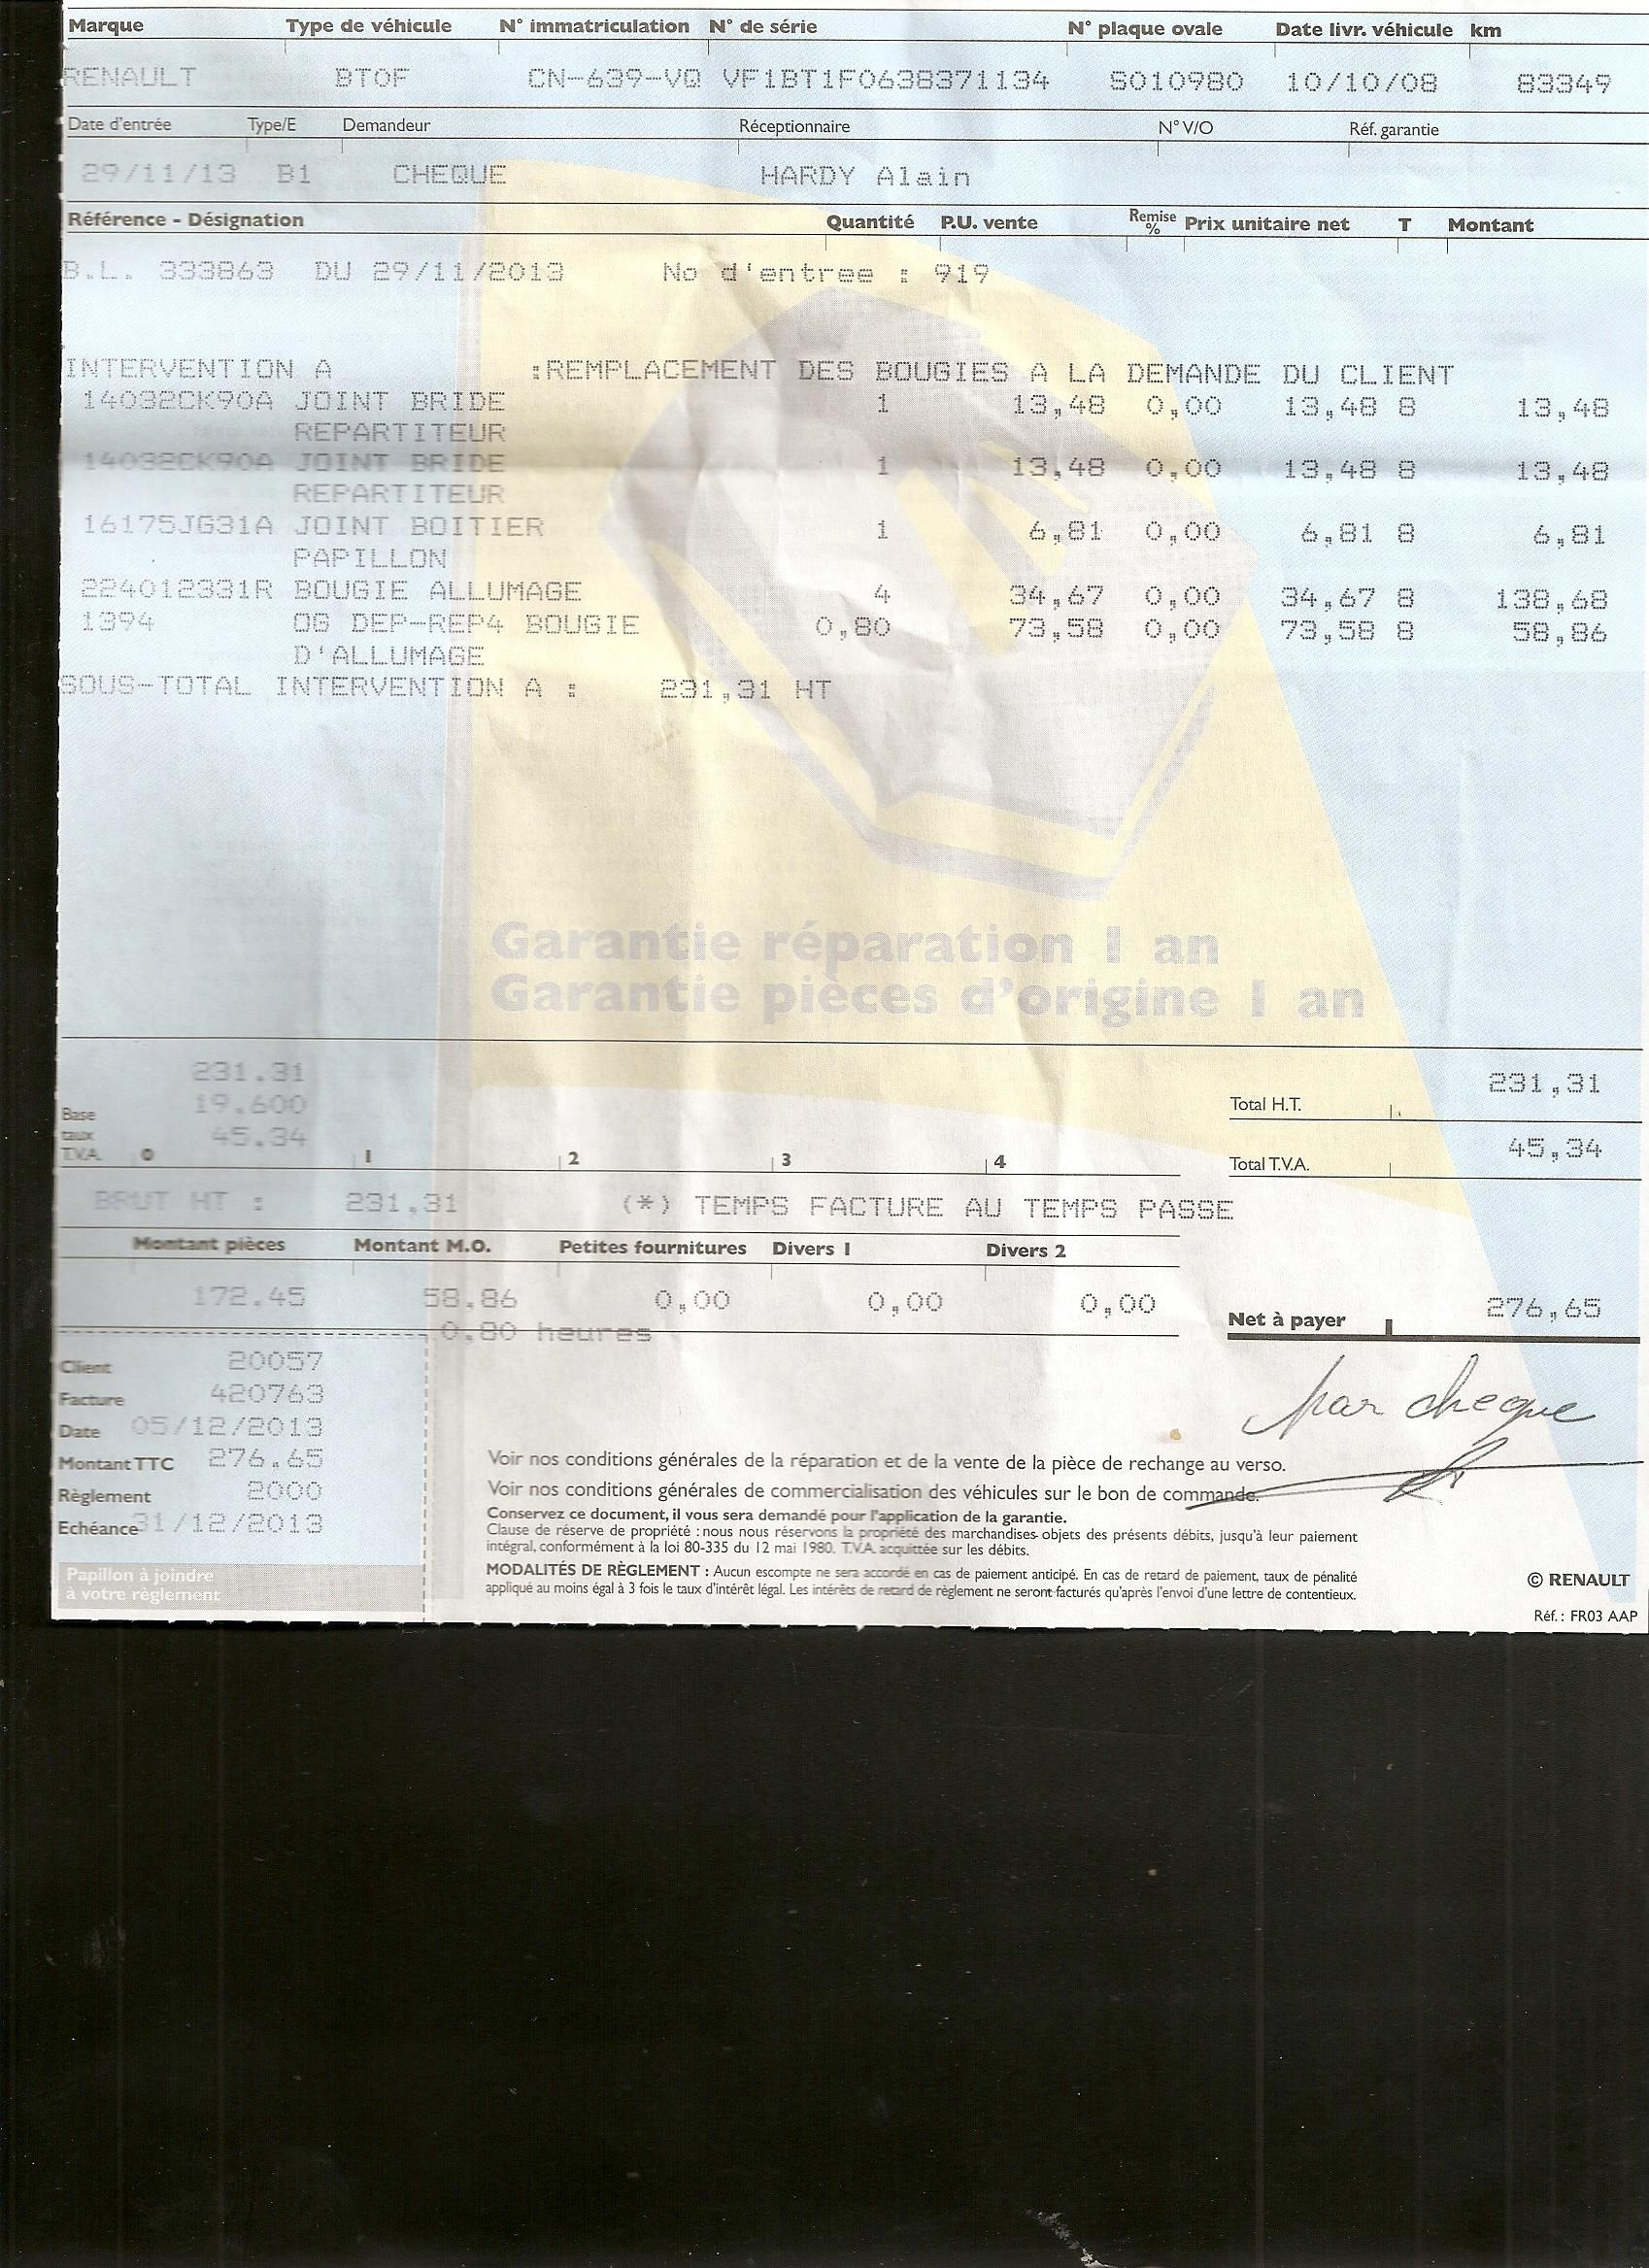 Marque Type de véhicule N° immatriculation N° de série N° plaque ovale Date livr. véhicule km
RENAULT BT0F CN-639-VQ VF1BT1F0638371134 S010980 10/10/08 83349
Date d'entrée Type/E Demandeur Réceptionnaire N° V/O Réf. garantie
29/11/13 B1 CHEQUE HARDY Alain
Référence - Désignation Quantité P.U. vente Remise % Prix unitaire net T Montant
B.L. 333863 DU 29/11/2013 No d'entree : 919
INTERVENTION A :REMPLACEMENT DES BOUGIES A LA DEMANDE DU CLIENT
14032CK90A JOINT BRIDE 1 13,48 0,00 13,48 8 13,48
REPARTITEUR
14032CK90A JOINT BRIDE 1 13,48 0,00 13,48 8 13,48
REPARTITEUR
16175JG31A JOINT BOITIER 1 6,81 0,00 6,81 8 6,81
PAPILLON
224012331R BOUGIE ALLUMAGE 4 34,67 0,00 34,67 8 138,68
1394 OG DEP-REP4 BOUGIE 0,80 73,58 0,00 73,58 8 58,86
D'ALLUMAGE
SOUS-TOTAL INTERVENTION A : 231,31 HT
Garantie réparation 1 an
Garantie pièces d'origine 1 an
231.31 231,31
Base 19.600 Total H.T.
taux 45.34 45,34
T.V.A. 0 1 2 3 4 Total T.V.A.
BRUT HT : 231.31 (*) TEMPS FACTURE AU TEMPS PASSE
Montant pièces Montant M.O. Petites fournitures Divers 1 Divers 2
172.45 58.86 0,00 0,00 0,00 Net à payer 276,65
0.80 heures
Client 20057
Facture 420763
Date 05/12/2013
Montant TTC 276.65
Règlement 2000
Echéance 31/12/2013
Papillon à joindre
à votre règlement
par cheque
Voir nos conditions générales de la réparation et de la vente de la pièce de rechange au verso.
Voir nos conditions générales de commercialisation des véhicules sur le bon de commande.
Conservez ce document, il vous sera demandé pour l'application de la garantie.
Clause de réserve de propriété : nous nous réservons la propriété des marchandises objets des présents débits, jusqu'à leur paiement
intégral, conformément à la loi 80-335 du 12 mai 1980. T.V.A. acquittée sur les débits.
MODALITÉS DE RÈGLEMENT : Aucun escompte ne sera accordé en cas de paiement anticipé. En cas de retard de paiement, taux de pénalité
appliqué au moins égal à 3 fois le taux d'intérêt légal. Les intérêts de retard de règlement ne seront facturés qu'après l'envoi d'une lettre de contentieux.
© RENAULT
Réf. : FR03 AAP